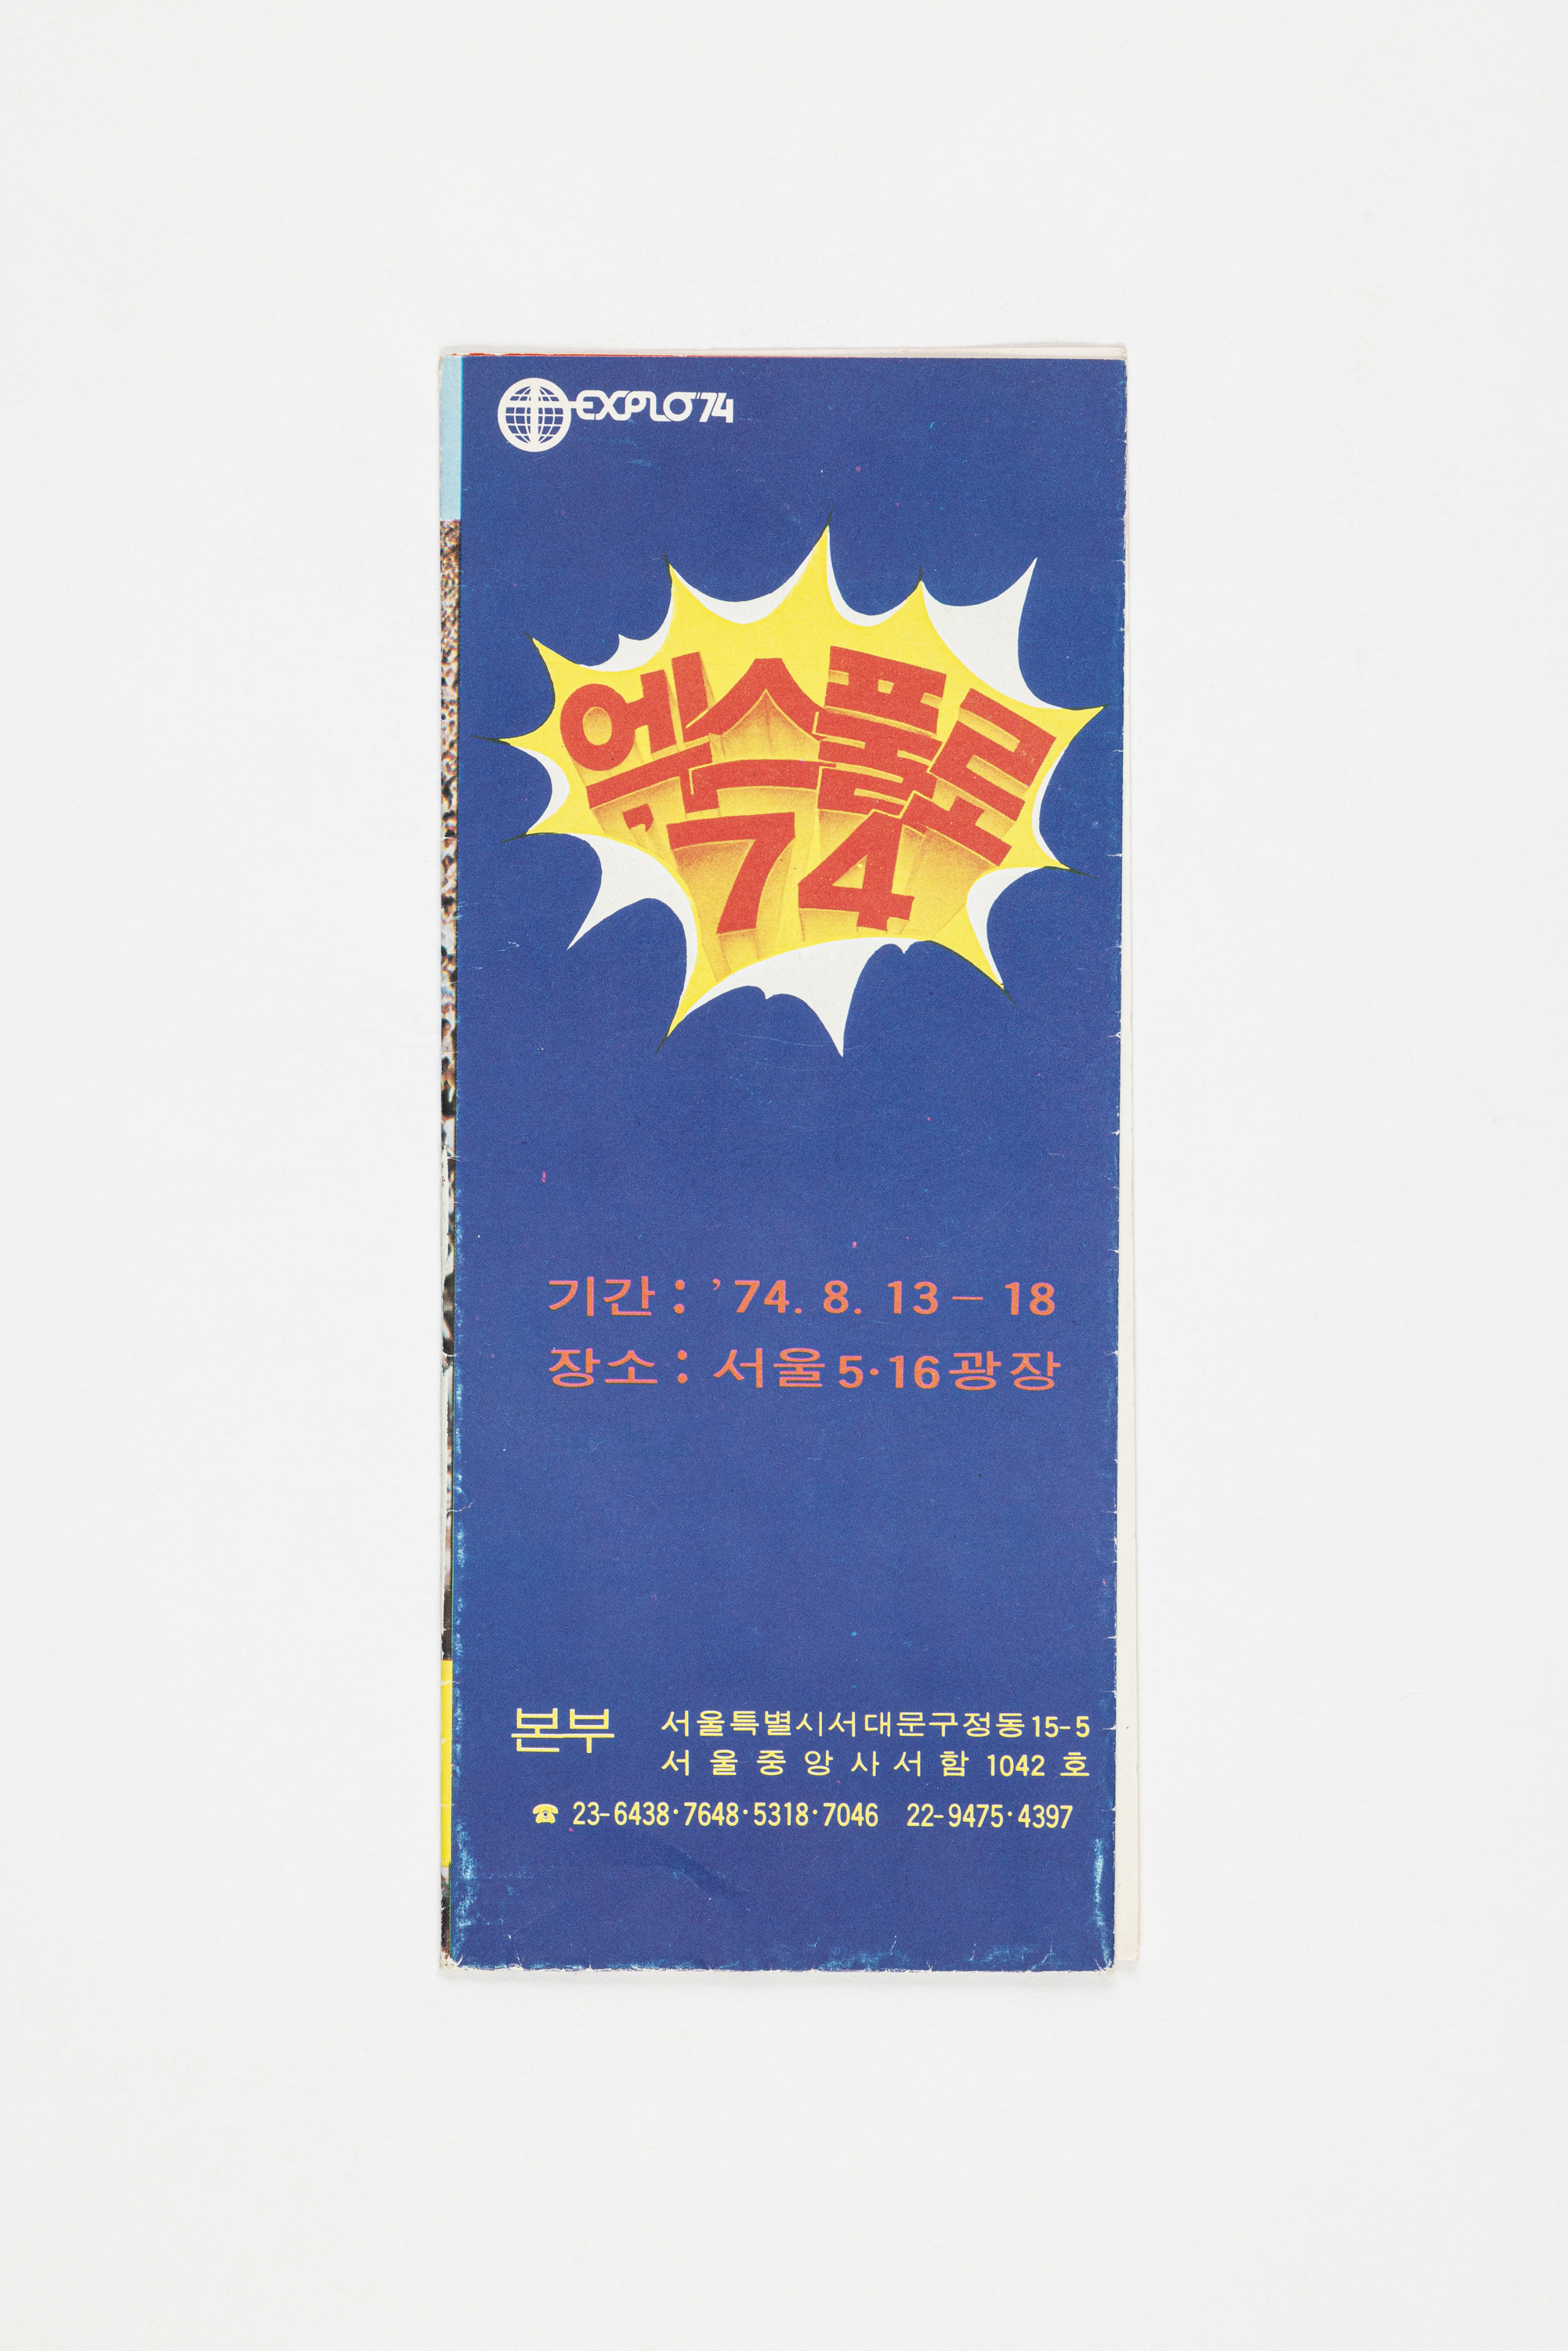 EXPLO'74
엑스폴로
'74
기간 : '74. 8. 13 — 18
장소 : 서울 5·16 광장
본부 서울특별시서대문구정동 15-5
서울중앙사서함 1042 호
☎ 23-6438·7648·5318·7046 22-9475·4397